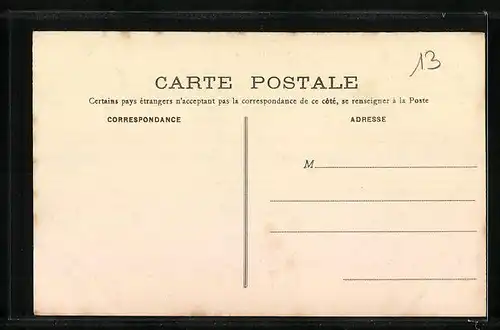 13
CARTE POSTALE
Certains pays étrangers n'acceptant pas la correspondance de ce côté, se renseigner à la Poste
CORRESPONDANCE
ADRESSE
M